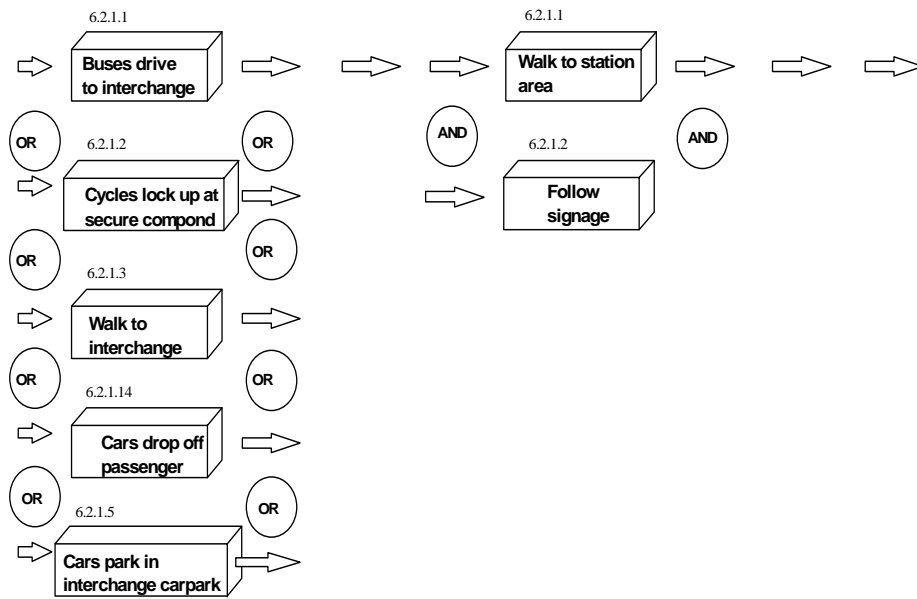 6.2.1.1
Buses drive
to interchange
OR
OR
6.2.1.2
Cycles lock up at
secure compond
OR
OR
6.2.1.3
Walk to
interchange
OR
OR
6.2.1.14
Cars drop off
passenger
OR
OR
6.2.1.5
Cars park in
interchange carpark
6.2.1.1
Walk to station
area
AND
AND
6.2.1.2
Follow
signage